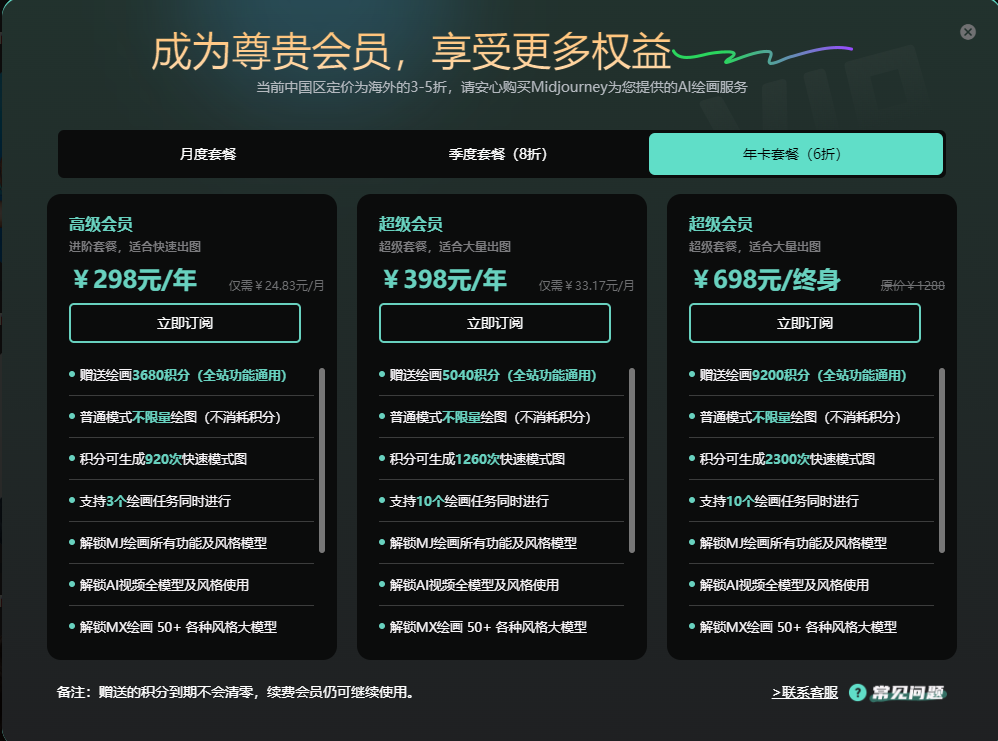 成为尊贵会员，享受更多权益
当前中国区定价为海外的3-5折，请安心购买Midjourney为您提供的AI绘画服务
VIP
月度套餐
季度套餐（8折）
年卡套餐（6折）
高级会员
进阶套餐，适合快速出图
￥298元/年
仅需￥24.83元/月
立即订阅
赠送绘画3680积分（全站功能通用）
普通模式不限量绘图（不消耗积分）
积分可生成920次快速模式图
支持3个绘画任务同时进行
解锁MJ绘画所有功能及风格模型
解锁AI视频全模型及风格使用
解锁MX绘画 50+ 各种风格大模型
超级会员
超级套餐，适合大量出图
￥398元/年
仅需￥33.17元/月
立即订阅
赠送绘画5040积分（全站功能通用）
普通模式不限量绘图（不消耗积分）
积分可生成1260次快速模式图
支持10个绘画任务同时进行
解锁MJ绘画所有功能及风格模型
解锁AI视频全模型及风格使用
解锁MX绘画 50+ 各种风格大模型
超级会员
超级套餐，适合大量出图
￥698元/终身
原价￥1288
立即订阅
赠送绘画9200积分（全站功能通用）
普通模式不限量绘图（不消耗积分）
积分可生成2300次快速模式图
支持10个绘画任务同时进行
解锁MJ绘画所有功能及风格模型
解锁AI视频全模型及风格使用
解锁MX绘画 50+ 各种风格大模型
备注：赠送的积分到期不会清零，续费会员仍可继续使用。
>联系客服
? 常见问题